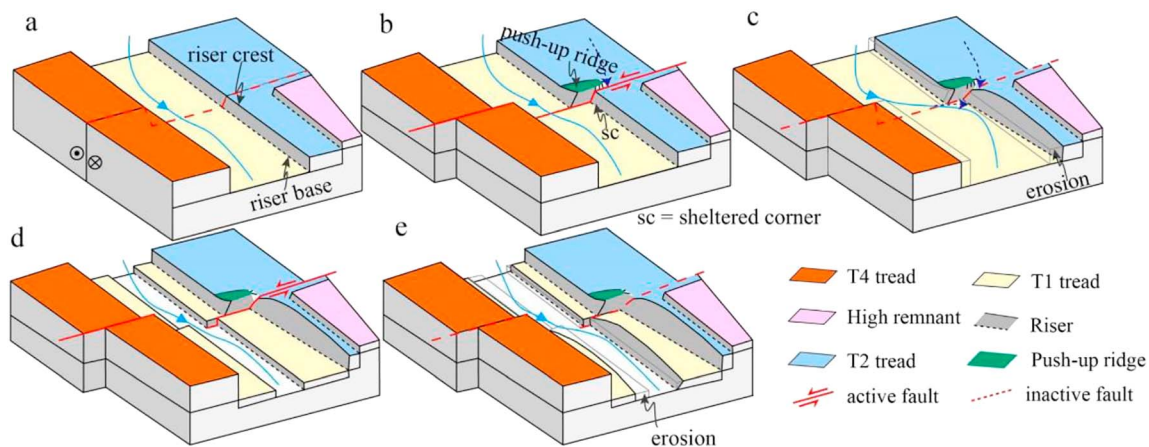 a
riser crest
riser base
b
push-up ridge
sc
sc = sheltered corner
c
erosion
d
e
erosion
T4 tread
T1 tread
High remnant
Riser
T2 tread
Push-up ridge
active fault
inactive fault